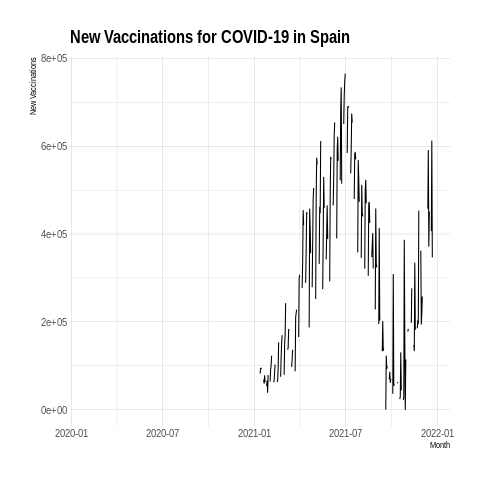 New Vaccinations for COVID-19 in Spain
New Vaccinations
8e+05
6e+05
4e+05
2e+05
0e+00
2020-01
2020-07
2021-01
2021-07
2022-01
Month